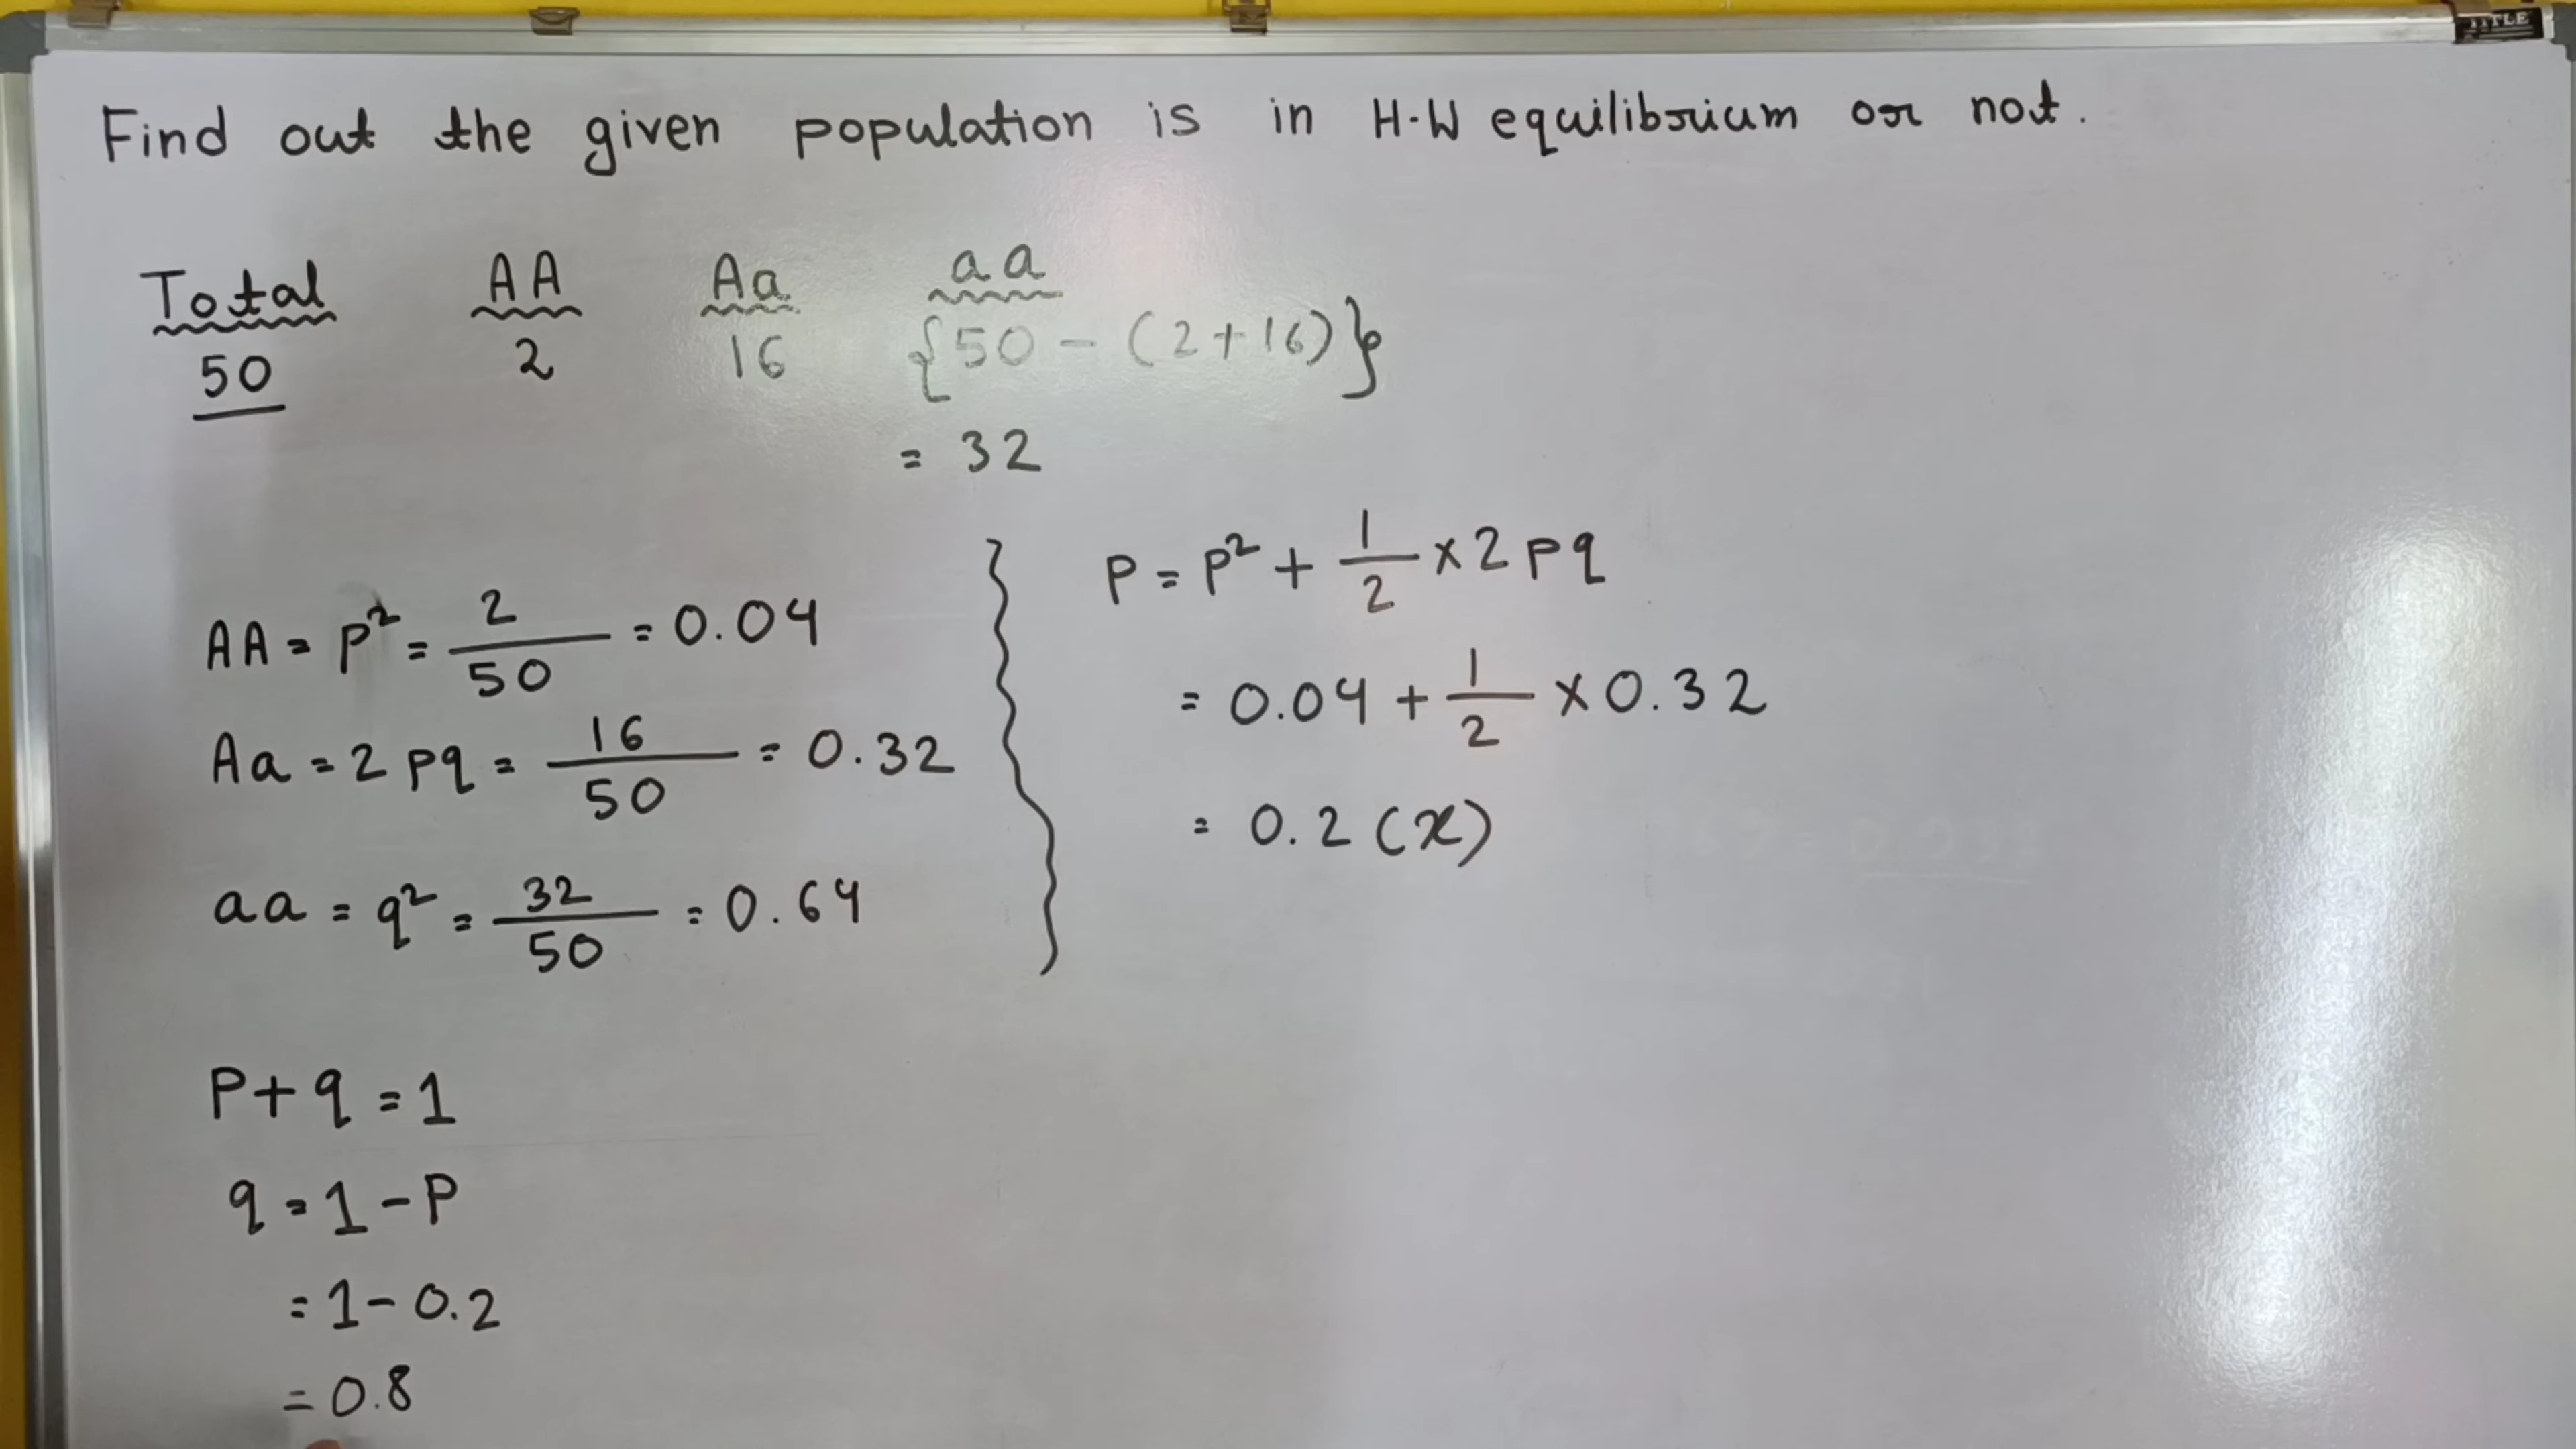 Find out the given population is in H-W equilibrium or not.
Total AA Aa aa
50 2 16 {50 - (2+16)}
= 32
AA = p² = 2/50 = 0.04
Aa = 2pq = 16/50 = 0.32
aa = q² = 32/50 = 0.64
P+q = 1
q = 1 - P
= 1 - 0.2
= 0.8
P = p² + 1/2 × 2pq
= 0.04 + 1/2 × 0.32
= 0.2 (x)